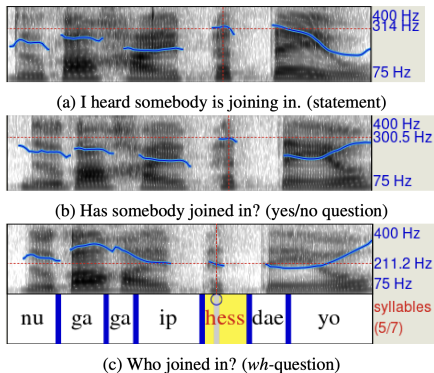 400 Hz
314 Hz
75 Hz
(a) I heard somebody is joining in. (statement)
400 Hz
300.5 Hz
75 Hz
(b) Has somebody joined in? (yes/no question)
400 Hz
211.2 Hz
75 Hz
nu ga ga ip hess dae yo
syllables
(5/7)
(c) Who joined in? (wh-question)